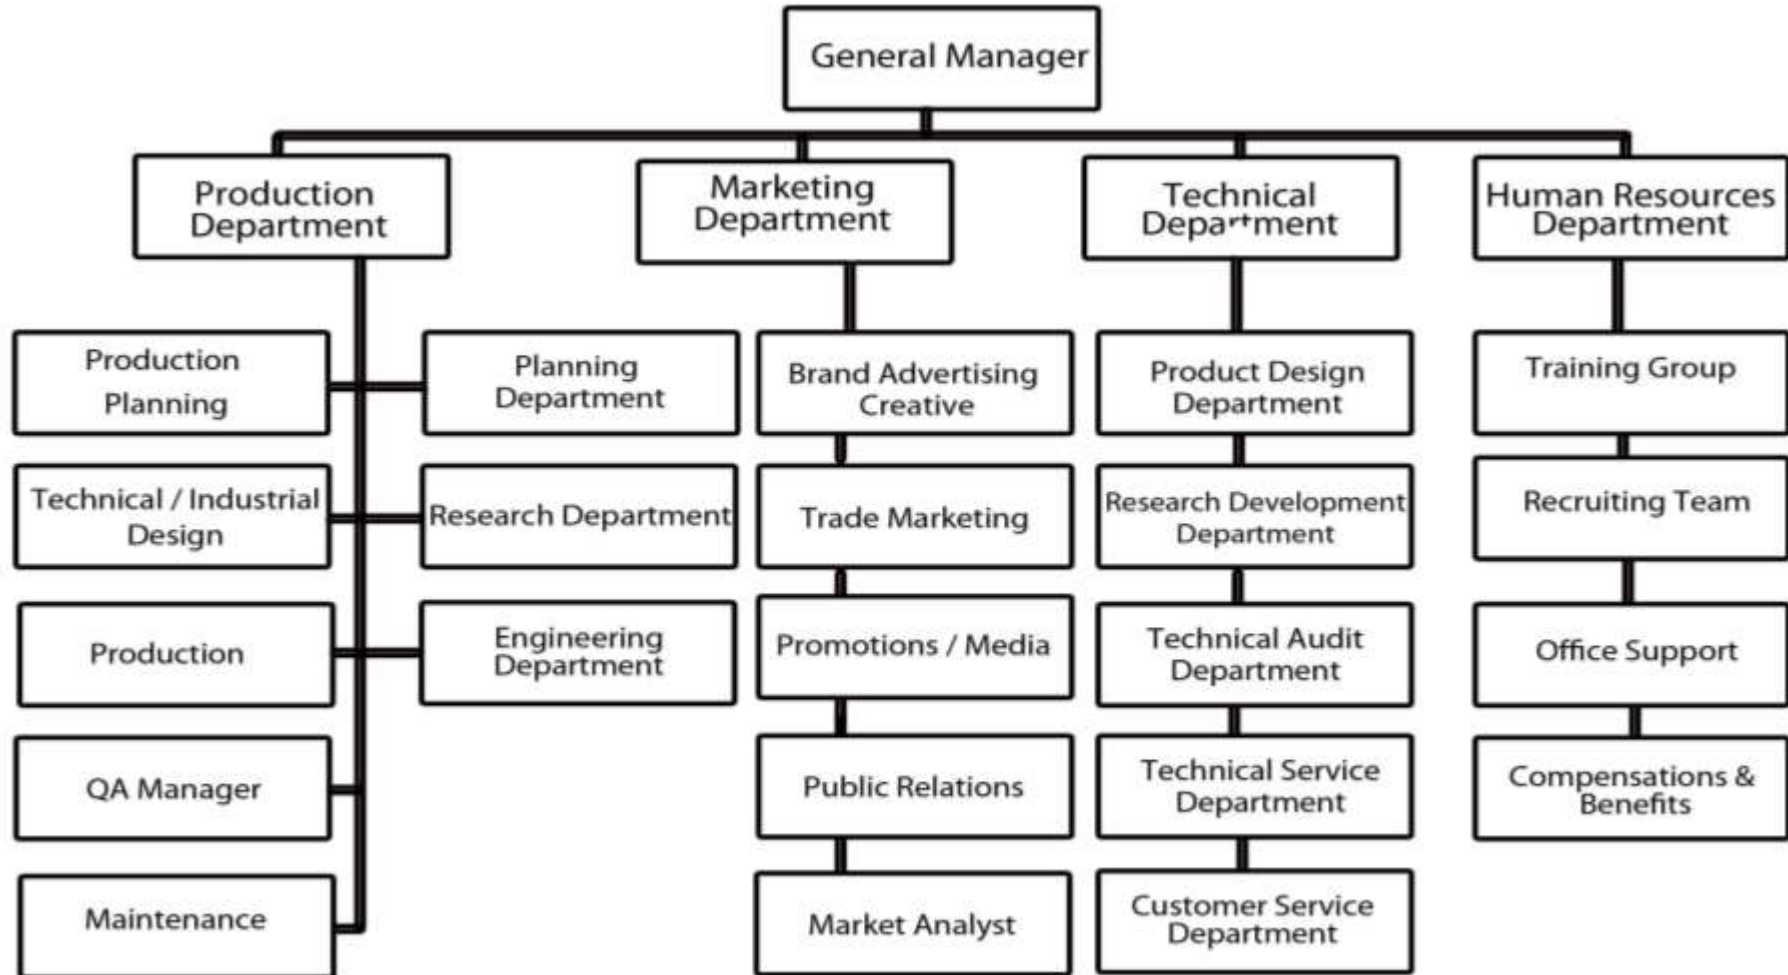 General Manager
Production
Department
Marketing
Department
Technical
Department
Human Resources
Department
Production
Planning
Planning
Department
Brand Advertising
Creative
Product Design
Department
Training Group
Technical / Industrial
Design
Research Department
Trade Marketing
Research Development
Department
Recruiting Team
Production
Engineering
Department
Promotions / Media
Technical Audit
Department
Office Support
QA Manager
Public Relations
Technical Service
Department
Compensations &
Benefits
Maintenance
Market Analyst
Customer Service
Department